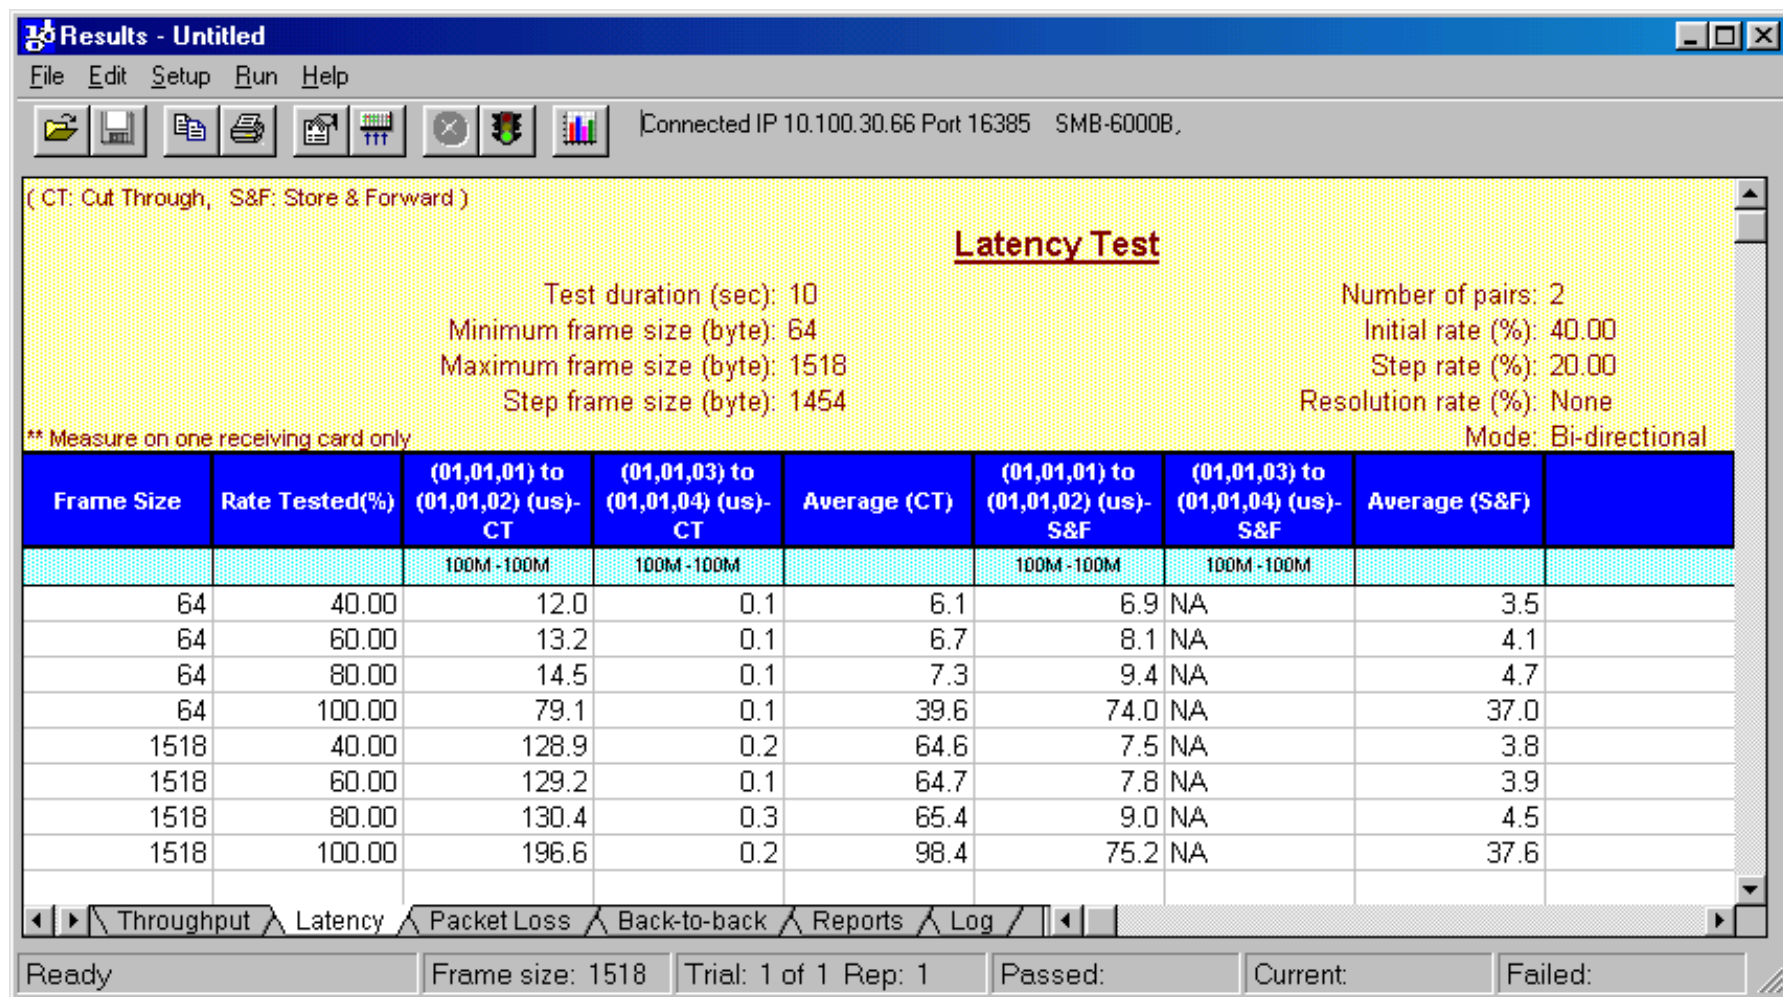 Results - Untitled
File Edit Setup Run Help
Connected IP 10.100.30.66 Port 16385 SMB-6000B,
( CT: Cut Through, S&F: Store & Forward )
Latency Test
Test duration (sec): 10 Number of pairs: 2
Minimum frame size (byte): 64 Initial rate (%): 40.00
Maximum frame size (byte): 1518 Step rate (%): 20.00
Step frame size (byte): 1454 Resolution rate (%): None
** Measure on one receiving card only Mode: Bi-directional
Frame Size Rate Tested(%) (01,01,01) to (01,01,02) (us)-CT (01,01,03) to (01,01,04) (us)-CT Average (CT) (01,01,01) to (01,01,02) (us)-S&F (01,01,03) to (01,01,04) (us)-S&F Average (S&F)
100M -100M 100M -100M 100M -100M 100M -100M
64 40.00 12.0 0.1 6.1 6.9 NA 3.5
64 60.00 13.2 0.1 6.7 8.1 NA 4.1
64 80.00 14.5 0.1 7.3 9.4 NA 4.7
64 100.00 79.1 0.1 39.6 74.0 NA 37.0
1518 40.00 128.9 0.2 64.6 7.5 NA 3.8
1518 60.00 129.2 0.1 64.7 7.8 NA 3.9
1518 80.00 130.4 0.3 65.4 9.0 NA 4.5
1518 100.00 196.6 0.2 98.4 75.2 NA 37.6
Throughput Latency Packet Loss Back-to-back Reports Log
Ready Frame size: 1518 Trial: 1 of 1 Rep: 1 Passed: Current: Failed: